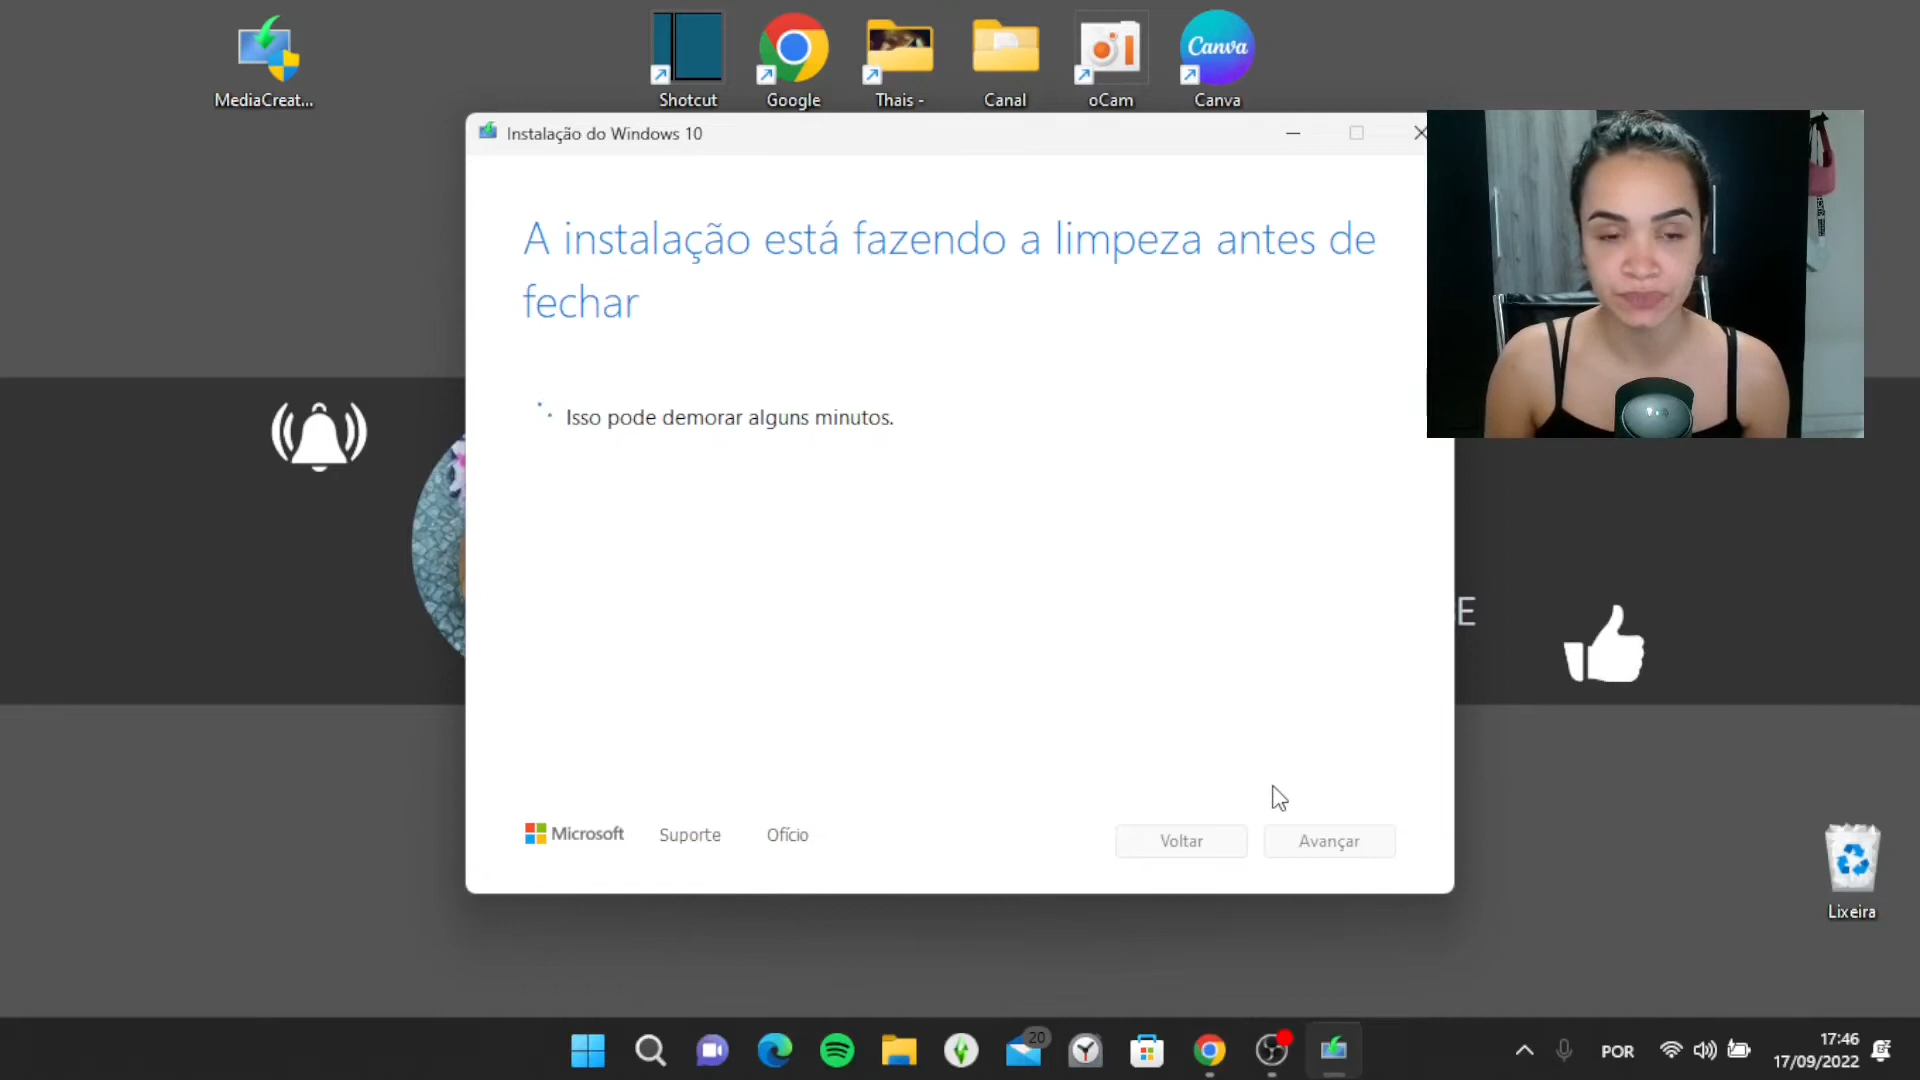 MediaCreat...
Shotcut
Google
Thais -
Canal
oCam
Canva
Canva
Instalação do Windows 10
A instalação está fazendo a limpeza antes de
fechar
Isso pode demorar alguns minutos.
E
Microsoft
Suporte
Ofício
Voltar
Avançar
Lixeira
20
POR
17:46
17/09/2022